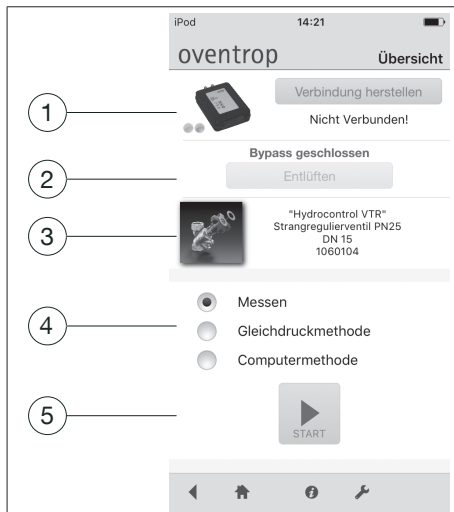 iPod 14:21
oventrop Übersicht
1
Verbindung herstellen
Nicht Verbunden!
Bypass geschlossen
2
Entlüften
3
"Hydrocontrol VTR"
Strangregulierventil PN25
DN 15
1060104
4
Messen
Gleichdruckmethode
Computermethode
5
START